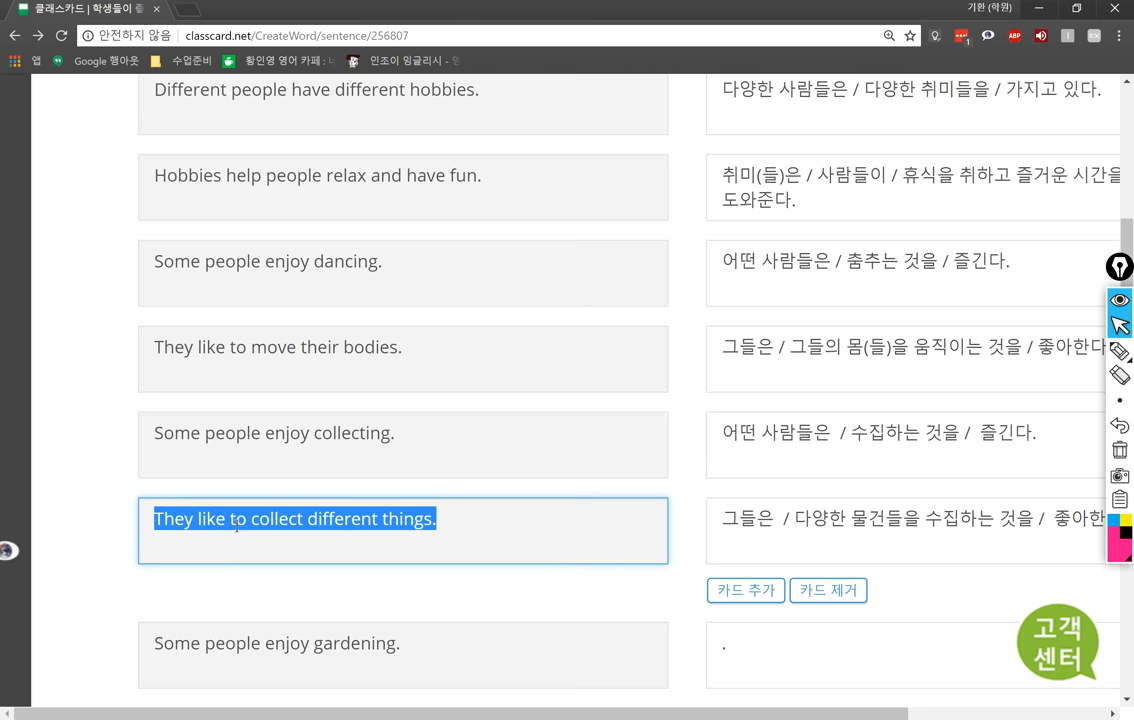 클래스카드 | 학생들이 즐
기환 (학원)
안전하지 않음 classcard.net/CreateWord/sentence/256807
앱 Google 행아웃 수업준비 황인영 영어 카페 : 인조이 잉글리시 -
Different people have different hobbies.
다양한 사람들은 / 다양한 취미들을 / 가지고 있다.
Hobbies help people relax and have fun.
취미(들)은 / 사람들이 / 휴식을 취하고 즐거운 시간을
도와준다.
Some people enjoy dancing.
어떤 사람들은 / 춤추는 것을 / 즐긴다.
They like to move their bodies.
그들은 / 그들의 몸(들)을 움직이는 것을 / 좋아한다
Some people enjoy collecting.
어떤 사람들은 / 수집하는 것을 / 즐긴다.
They like to collect different things.
그들은 / 다양한 물건들을 수집하는 것을 / 좋아한
카드 추가 카드 제거
Some people enjoy gardening.
.
고객
센터
ABP
1